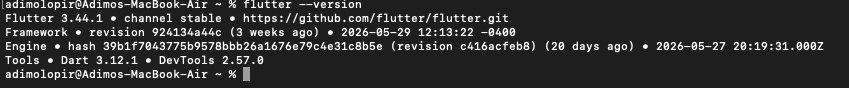 adimolopir@Adimos-MacBook-Air ~ % flutter --version
Flutter 3.44.1 • channel stable • https://github.com/flutter/flutter.git
Framework • revision 924134a44c (3 weeks ago) • 2026-05-29 12:13:22 -0400
Engine • hash 39b1f7043775b9578bbb26a1676e79c4e31c8b5e (revision c416acfeb8) (20 days ago) • 2026-05-27 20:19:31.000Z
Tools • Dart 3.12.1 • DevTools 2.57.0
adimolopir@Adimos-MacBook-Air ~ %